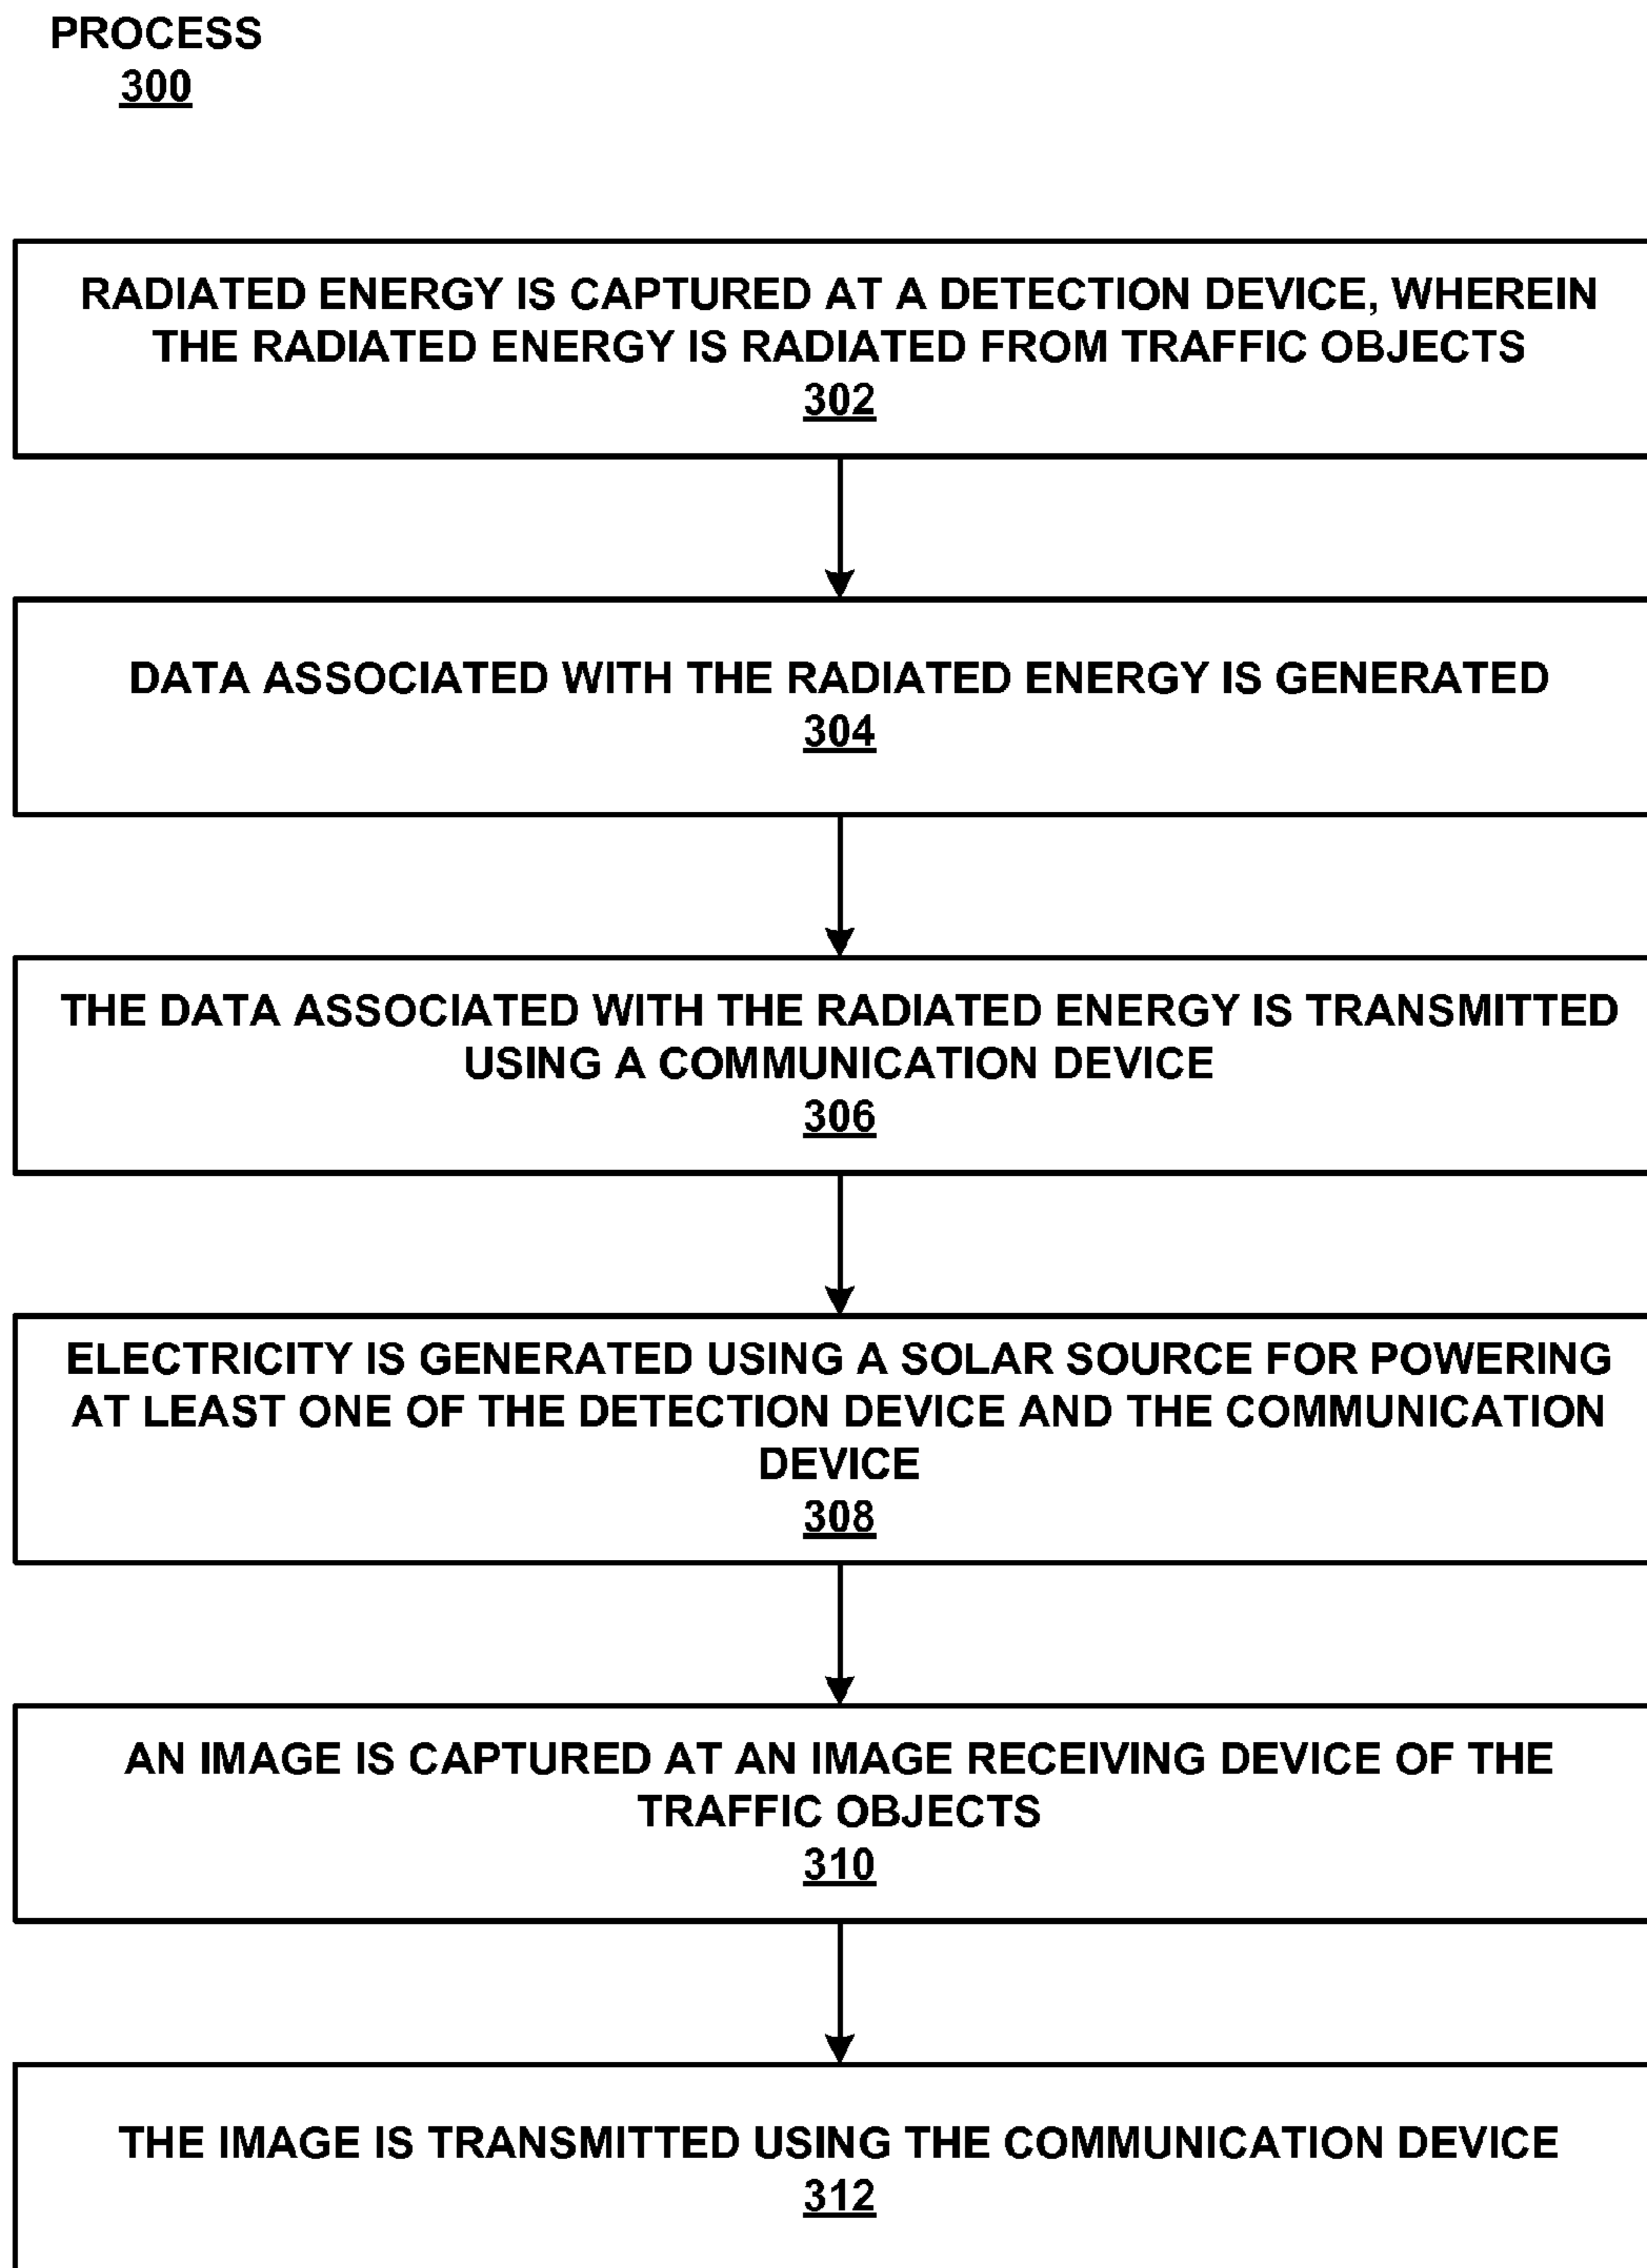 PROCESS
300
RADIATED ENERGY IS CAPTURED AT A DETECTION DEVICE, WHEREIN
THE RADIATED ENERGY IS RADIATED FROM TRAFFIC OBJECTS
302
DATA ASSOCIATED WITH THE RADIATED ENERGY IS GENERATED
304
THE DATA ASSOCIATED WITH THE RADIATED ENERGY IS TRANSMITTED
USING A COMMUNICATION DEVICE
306
ELECTRICITY IS GENERATED USING A SOLAR SOURCE FOR POWERING
AT LEAST ONE OF THE DETECTION DEVICE AND THE COMMUNICATION
DEVICE
308
AN IMAGE IS CAPTURED AT AN IMAGE RECEIVING DEVICE OF THE
TRAFFIC OBJECTS
310
THE IMAGE IS TRANSMITTED USING THE COMMUNICATION DEVICE
312